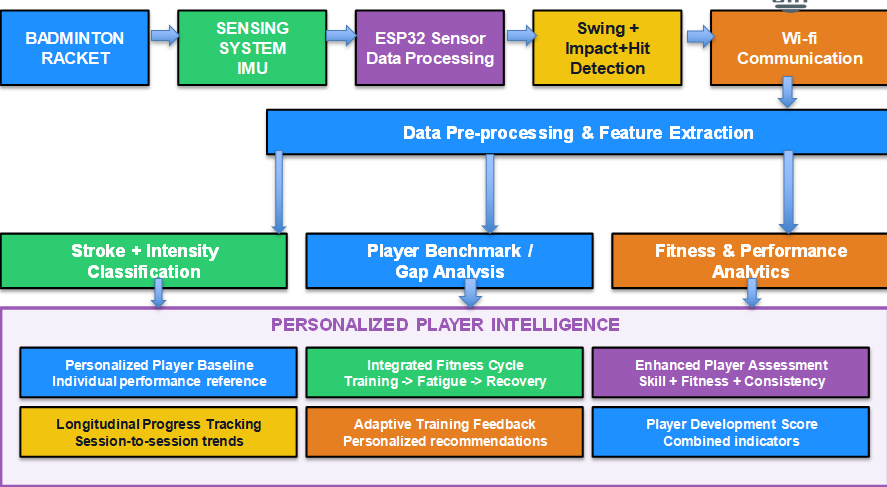 BADMINTON
RACKET
SENSING
SYSTEM
IMU
ESP32 Sensor
Data Processing
Swing +
Impact+Hit
Detection
Wi-fi
Communication
Data Pre-processing & Feature Extraction
Stroke + Intensity
Classification
Player Benchmark /
Gap Analysis
Fitness & Performance
Analytics
PERSONALIZED PLAYER INTELLIGENCE
Personalized Player Baseline
Individual performance reference
Integrated Fitness Cycle
Training -> Fatigue -> Recovery
Enhanced Player Assessment
Skill + Fitness + Consistency
Longitudinal Progress Tracking
Session-to-session trends
Adaptive Training Feedback
Personalized recommendations
Player Development Score
Combined indicators